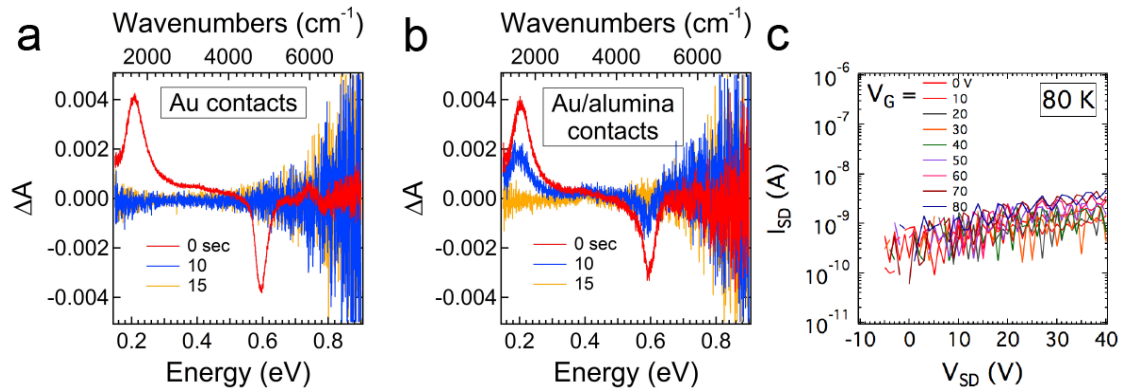 a
Wavenumbers (cm⁻¹)
2000 4000 6000
0.004
0.002
0.000
-0.002
-0.004
ΔA
Au contacts
0 sec
10
15
0.2 0.4 0.6 0.8
Energy (eV)
b
Wavenumbers (cm⁻¹)
2000 4000 6000
0.004
0.002
0.000
-0.002
-0.004
ΔA
Au/alumina
contacts
0 sec
10
15
0.2 0.4 0.6 0.8
Energy (eV)
c
10⁻⁶
10⁻⁷
10⁻⁸
10⁻⁹
10⁻¹⁰
10⁻¹¹
I_SD (A)
V_G =
0 V
10
20
30
40
50
60
70
80
80 K
-10 0 10 20 30 40
V_SD (V)